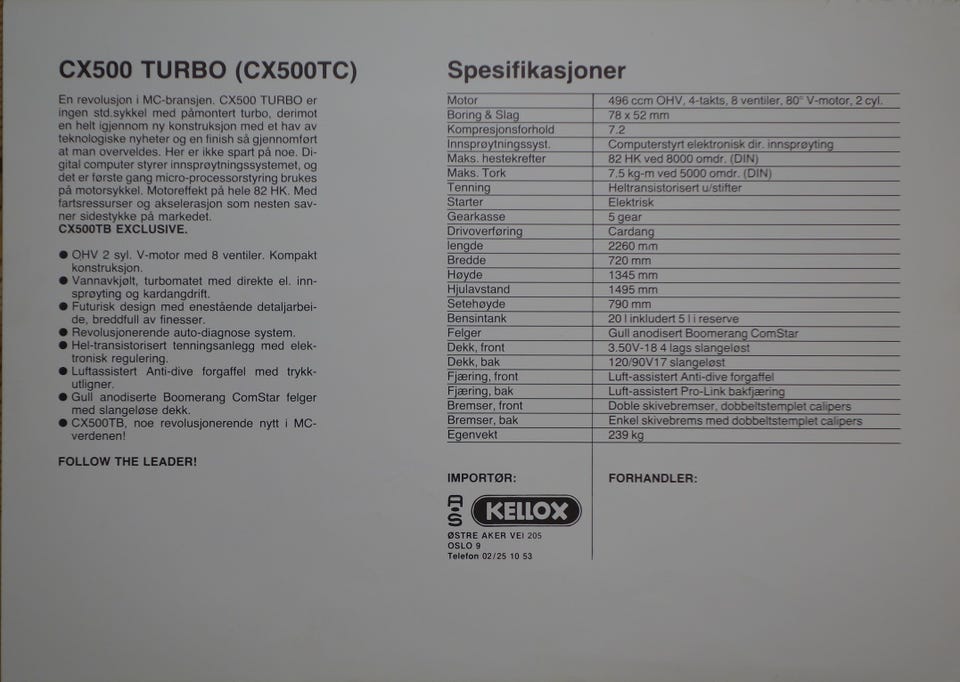 CX500 TURBO (CX500TC)
En revolusjon i MC-bransjen. CX500 TURBO er
ingen std.sykkel med påmontert turbo, derimot
en helt igjennom ny konstruksjon med et hav av
teknologiske nyheter og en finish så gjennomført
at man overveldes. Her er ikke spart på noe. Di-
gital computer styrer innsprøytningssystemet, og
det er første gang micro-processorstyring brukes
på motorsykkel. Motoreffekt på hele 82 HK. Med
fartsressurser og akselerasjon som nesten sav-
ner sidestykke på markedet.
CX500TB EXCLUSIVE.
● OHV 2 syl. V-motor med 8 ventiler. Kompakt
konstruksjon.
● Vannavkjølt, turbomatet med direkte el. inn-
sprøyting og kardangdrift.
● Futurisk design med enestående detaljarbei-
de, breddfull av finesser.
● Revolusjonerende auto-diagnose system.
● Hel-transistorisert tenningsanlegg med elek-
tronisk regulering.
● Luftassistert Anti-dive forgaffel med trykk-
utligner.
● Gull anodiserte Boomerang ComStar felger
med slangeløse dekk.
● CX500TB, noe revolusjonerende nytt i MC-
verdenen!
FOLLOW THE LEADER!
Spesifikasjoner
Motor 496 ccm OHV, 4-takts, 8 ventiler, 80° V-motor, 2 cyl.
Boring & Slag 78 x 52 mm
Kompresjonsforhold 7.2
Innsprøytningssyst. Computerstyrt elektronisk dir. innsprøyting
Maks. hestekrefter 82 HK ved 8000 omdr. (DIN)
Maks. Tork 7.5 kg-m ved 5000 omdr. (DIN)
Tenning Heltransistorisert u/stifter
Starter Elektrisk
Gearkasse 5 gear
Drivoverføring Cardang
lengde 2260 mm
Bredde 720 mm
Høyde 1345 mm
Hjulavstand 1495 mm
Setehøyde 790 mm
Bensintank 20 l inkludert 5 l i reserve
Felger Gull anodisert Boomerang ComStar
Dekk, front 3.50V-18 4 lags slangeløst
Dekk, bak 120/90V17 slangeløst
Fjæring, front Luft-assistert Anti-dive forgaffel
Fjæring, bak Luft-assistert Pro-Link bakfjæring
Bremser, front Doble skivebremser, dobbeltstemplet calipers
Bremser, bak Enkel skivebrems med dobbeltstemplet calipers
Egenvekt 239 kg
IMPORTØR:
A/S KELLOX
ØSTRE AKER VEI 205
OSLO 9
Telefon 02/25 10 53
FORHANDLER: